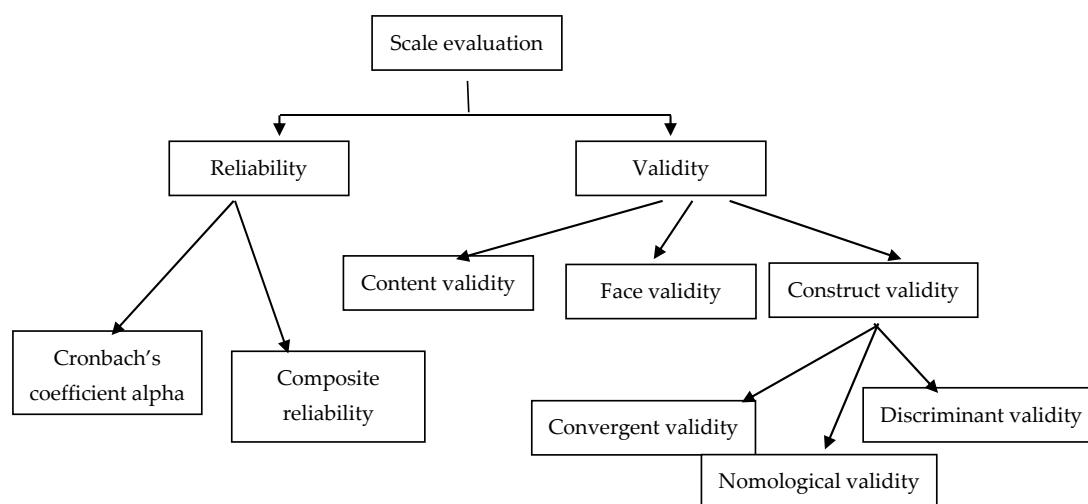 Scale evaluation
Reliability
Validity
Content validity
Face validity
Construct validity
Cronbach’s
coefficient alpha
Composite
reliability
Convergent validity
Discriminant validity
Nomological validity